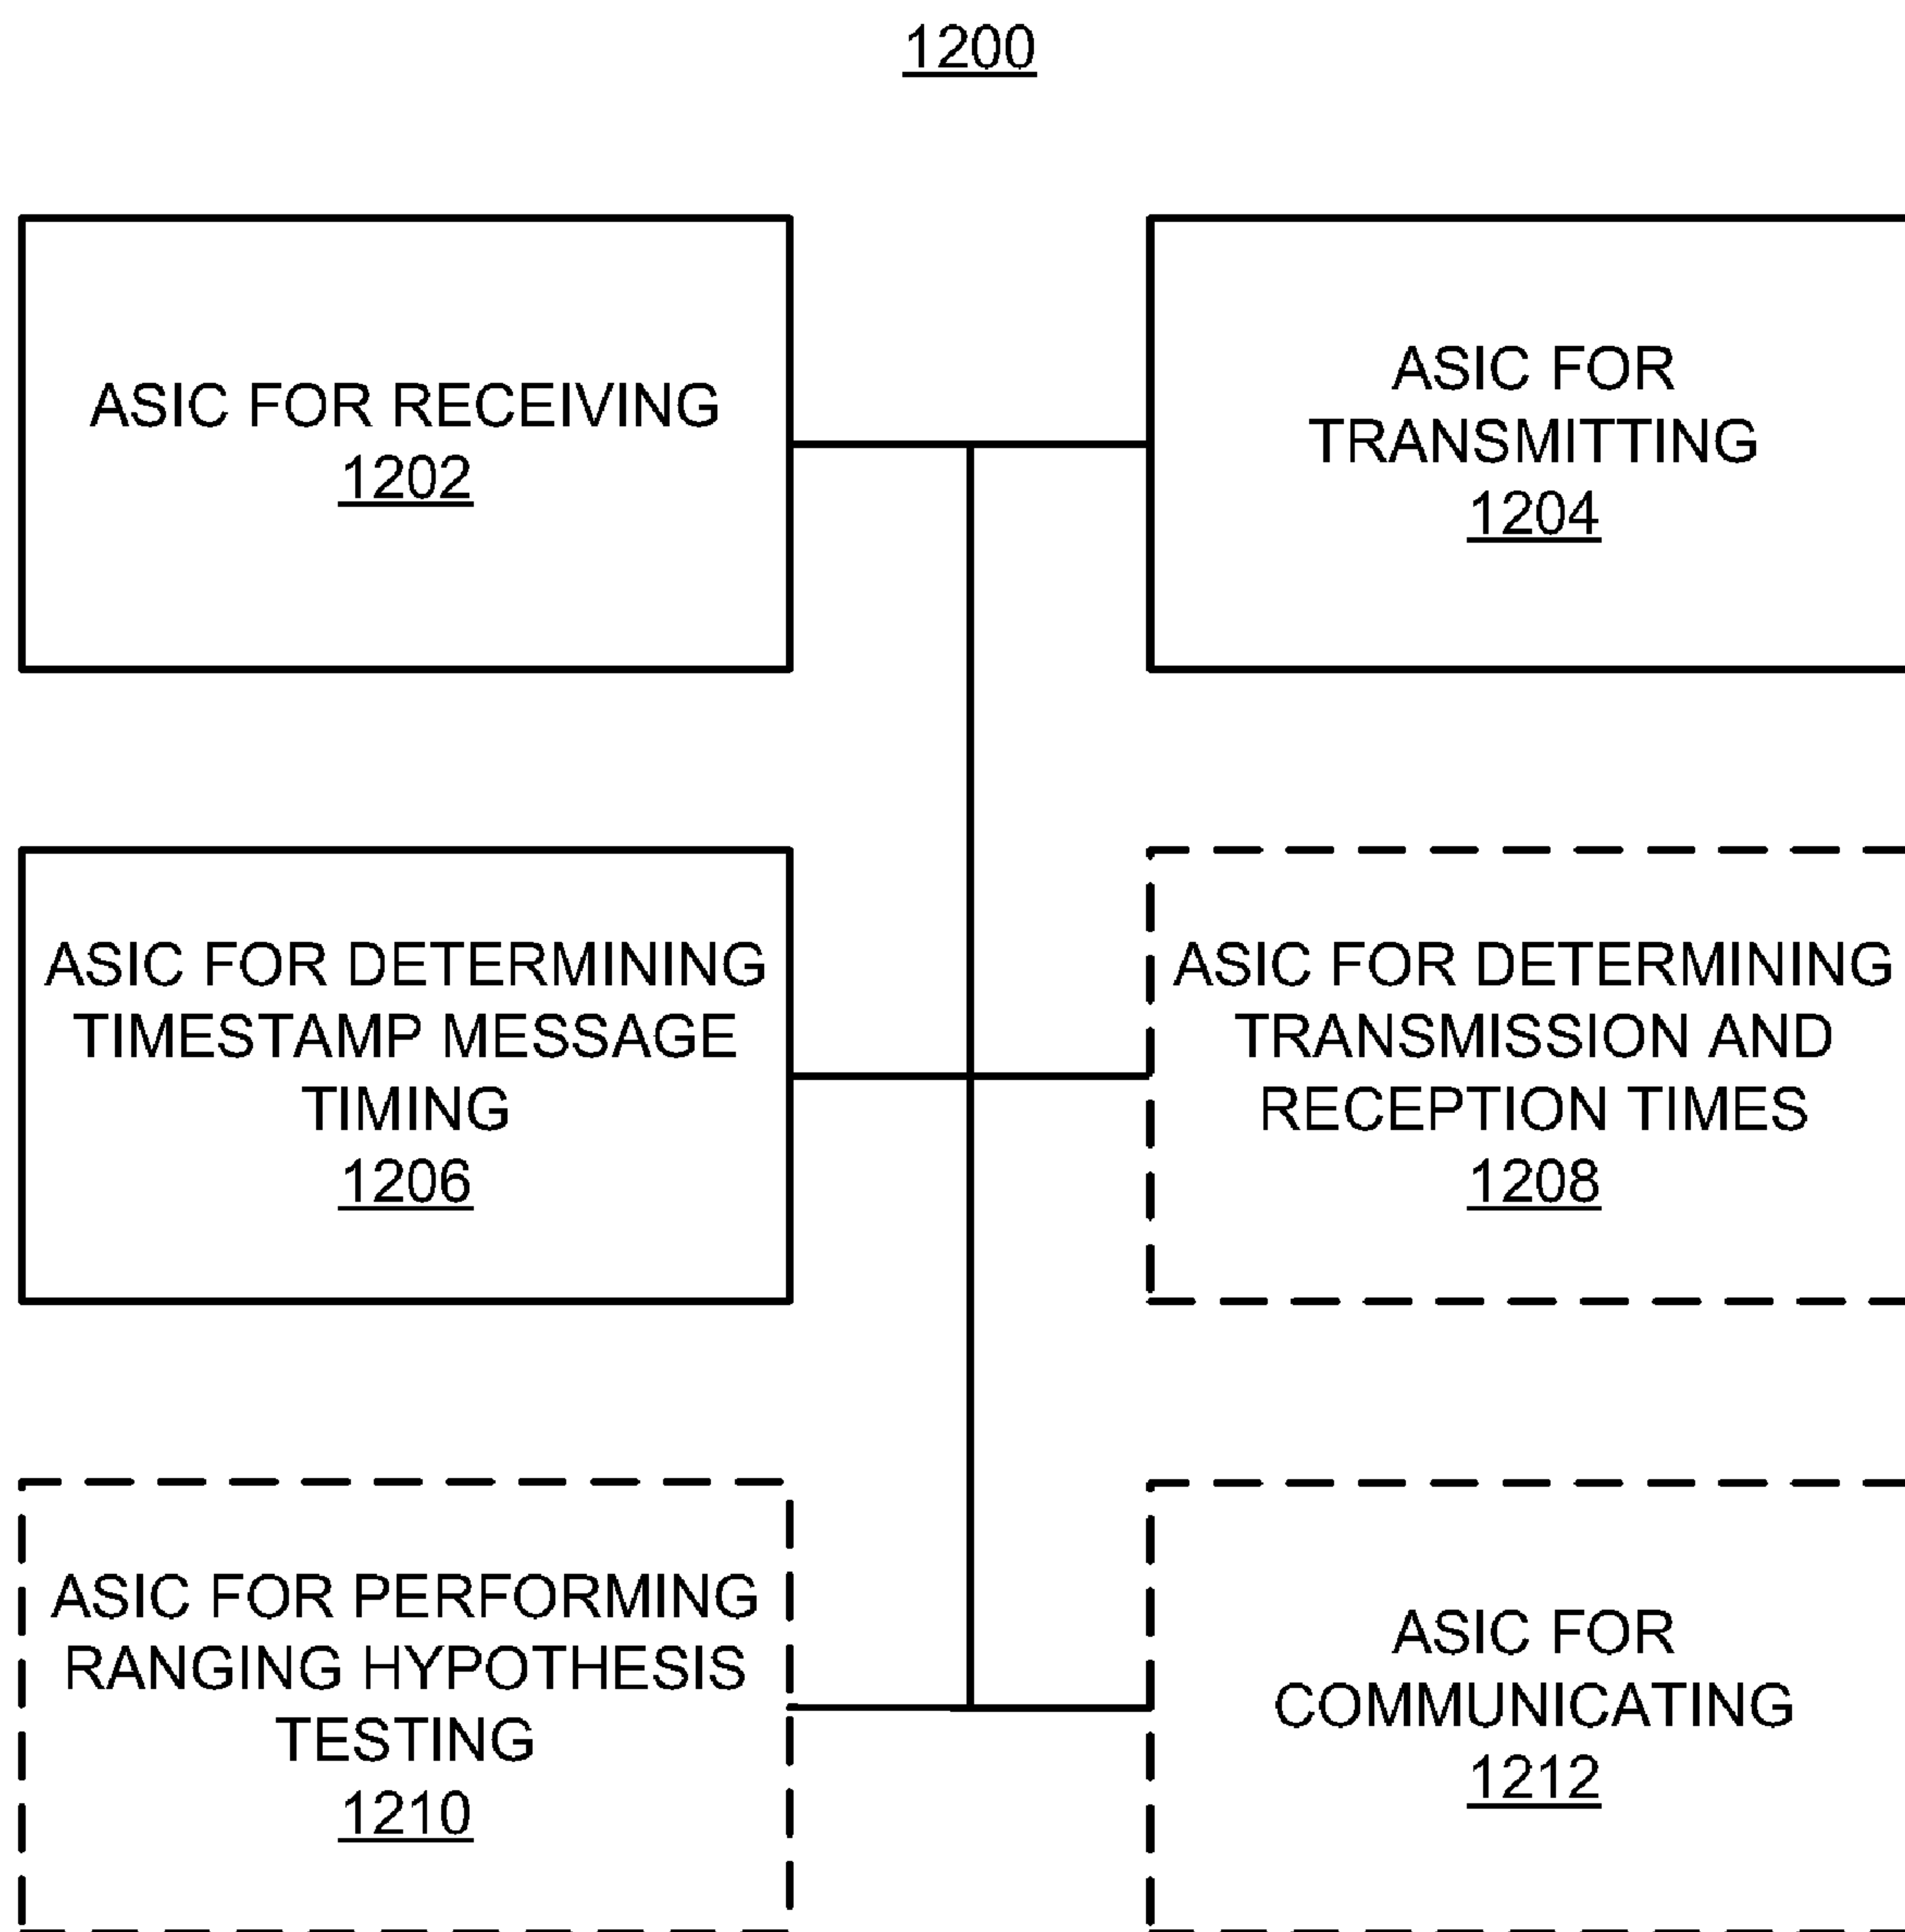 1200
ASIC FOR RECEIVING
1202
ASIC FOR
TRANSMITTING
1204
ASIC FOR DETERMINING
TIMESTAMP MESSAGE
TIMING
1206
ASIC FOR DETERMINING
TRANSMISSION AND
RECEPTION TIMES
1208
ASIC FOR PERFORMING
RANGING HYPOTHESIS
TESTING
1210
ASIC FOR
COMMUNICATING
1212